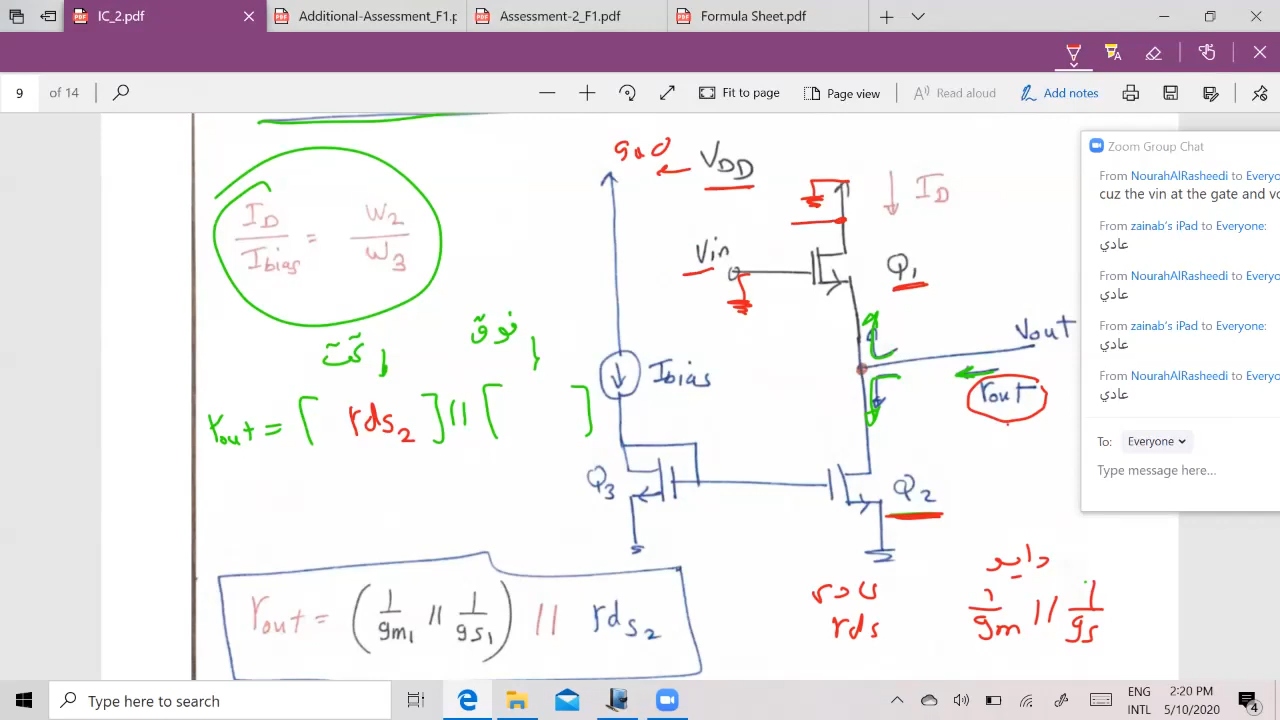 IC_2.pdf
Additional-Assessment_F1.p
Assessment-2_F1.pdf
Formula Sheet.pdf
9 of 14
Fit to page
Page view
Read aloud
Add notes
VDD
ID
ID / Ibias = W2 / W3
Vin
Q1
فوق
تحت
Vout
rout
Ibias
rout = [ rds2 ] || [ ]
Q3
Q2
دايود
rds
1/gm // 1/gs
rout = (1/gm1 || 1/gs1) || rds2
Zoom Group Chat
From NourahAlRasheedi to Everyo
cuz the vin at the gate and vo
From zainab's iPad to Everyone:
عادي
From NourahAlRasheedi to Everyo
عادي
From zainab's iPad to Everyone:
عادي
From NourahAlRasheedi to Everyo
عادي
To: Everyone
Type message here...
Type here to search
ENG
INTL
2:20 PM
5/10/2020
4